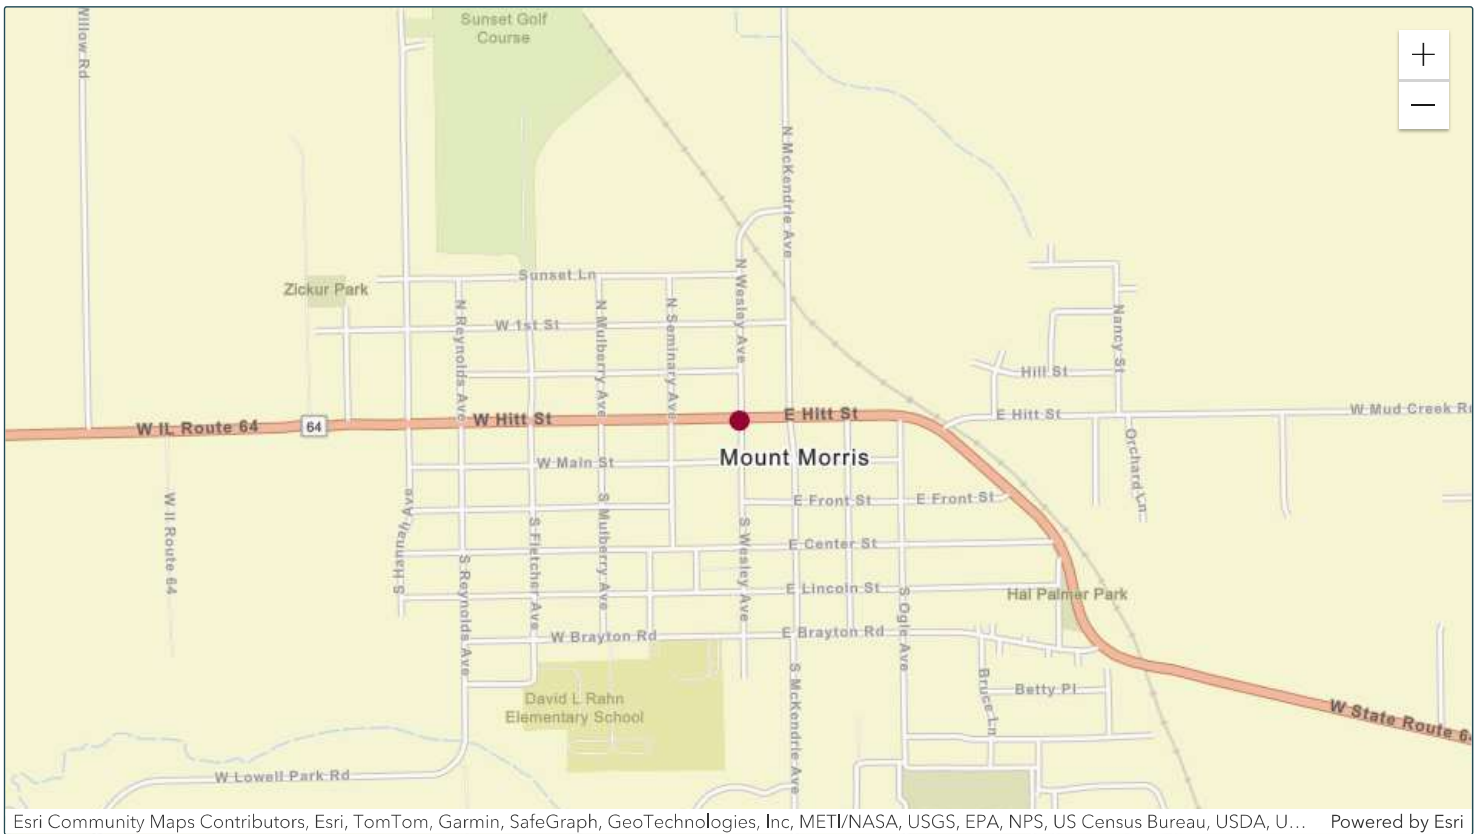 Willow Rd
Sunset Golf
Course
+
−
N McKendrie Ave
Sunset Ln
N Wesley Ave
Zickur Park
N Reynolds Ave
N Mulberry Ave
N Seminary Ave
W 1st St
Nancy St
Hill St
W IL Route 64
64
W Hitt St
E Hitt St
E Hitt St
W Mud Creek Rd
Orchard Ln
Mount Morris
W Main St
W Il Route 64
S Hannah Ave
S Reynolds Ave
S Fletcher Ave
S Mulberry Ave
S Wesley Ave
E Front St
E Front St
E Center St
E Lincoln St
S Ogle Ave
Hal Palmer Park
W Brayton Rd
E Brayton Rd
S McKendrie Ave
Bruce Ln
Betty Pl
David L Rahn
Elementary School
W State Route 64
W Lowell Park Rd
Esri Community Maps Contributors, Esri, TomTom, Garmin, SafeGraph, GeoTechnologies, Inc, METI/NASA, USGS, EPA, NPS, US Census Bureau, USDA, U...
Powered by Esri